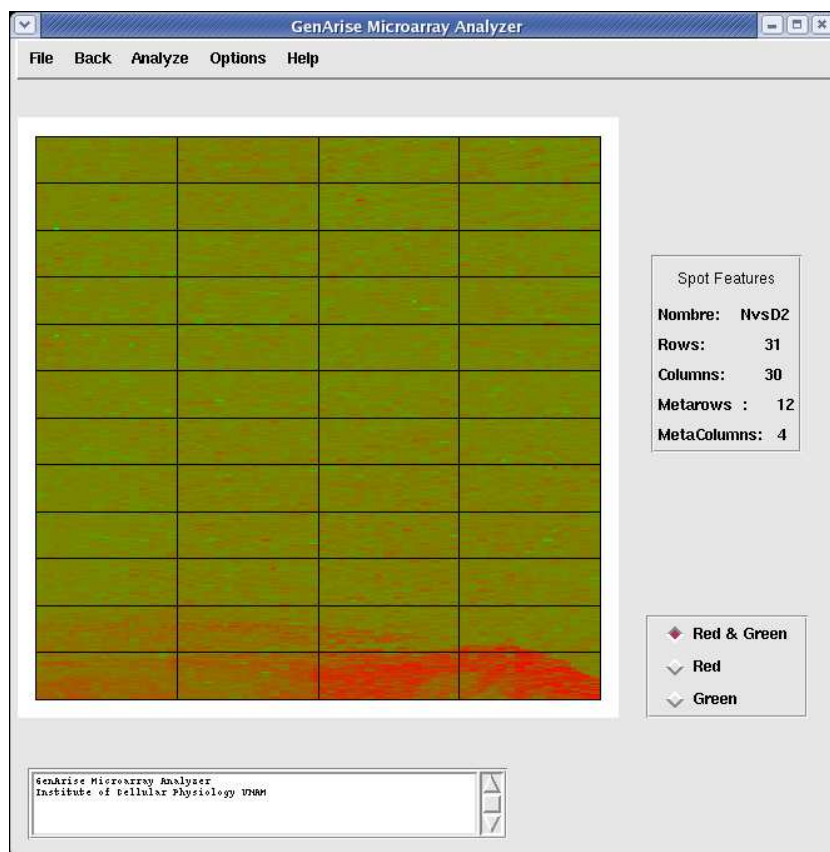 GenArise Microarray Analyzer
File Back Analyze Options Help
Spot Features
Nombre: NvsD2
Rows: 31
Columns: 30
Metarows : 12
MetaColumns: 4
Red & Green
Red
Green
GenArise Microarray Analyzer
Institute of Cellular Physiology UNAM